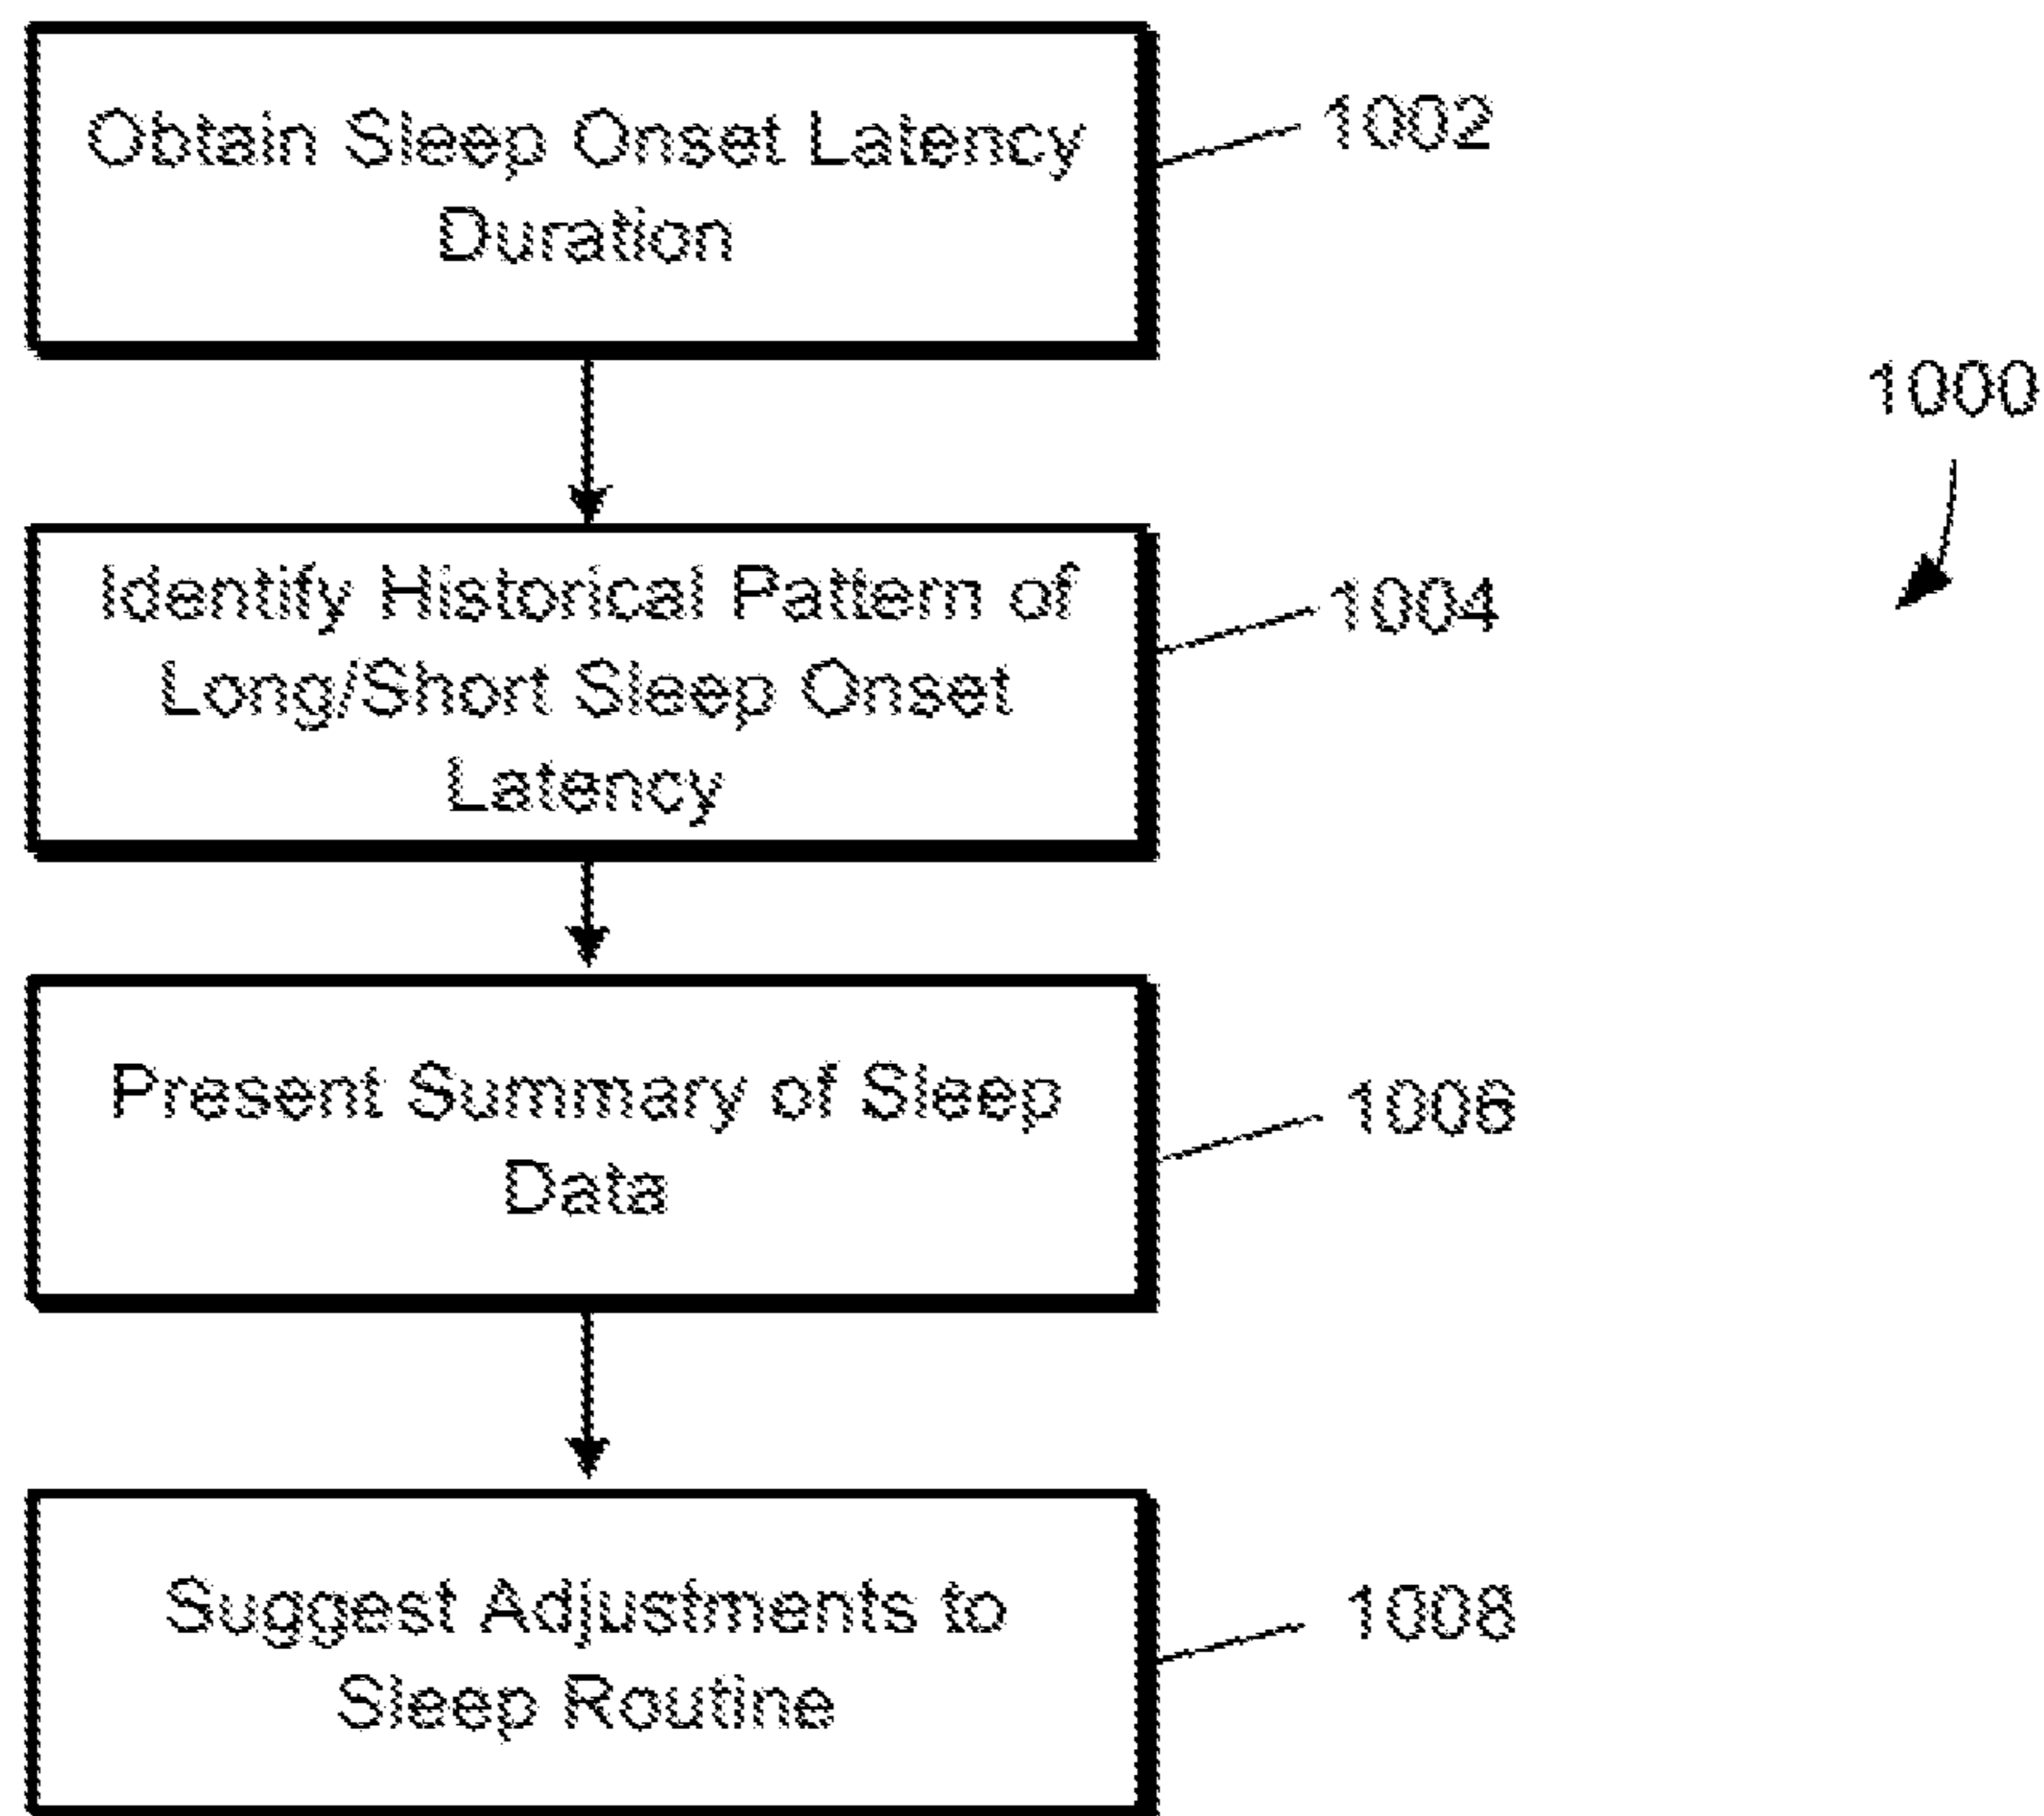 Obtain Sleep Onset Latency
Duration
1002
1000
Identify Historical Pattern of
Long/Short Sleep Onset
Latency
1004
Present Summary of Sleep
Data
1006
Suggest Adjustments to
Sleep Routine
1008